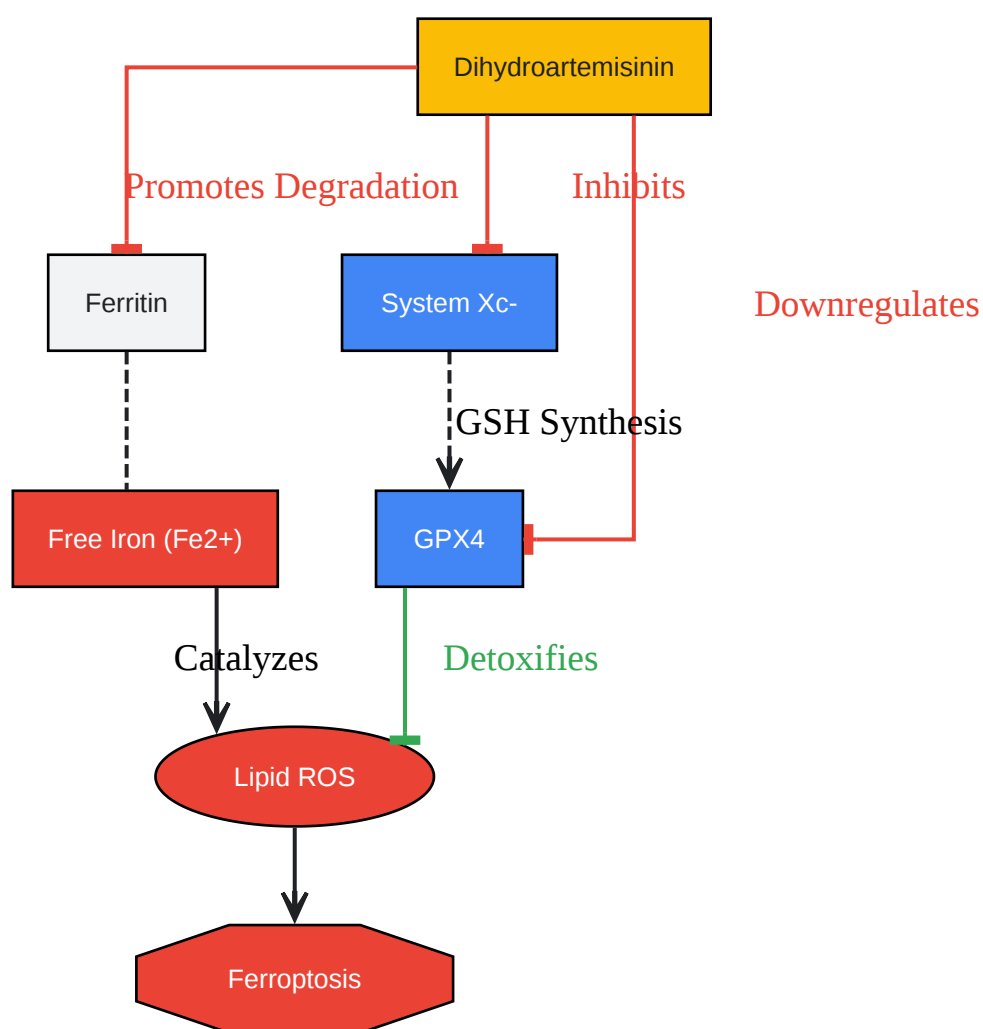 Dihydroartemisinin
Promotes Degradation
Inhibits
Ferritin
System Xc-
Downregulates
GSH Synthesis
Free Iron (Fe2+)
GPX4
Catalyzes
Detoxifies
Lipid ROS
Ferroptosis